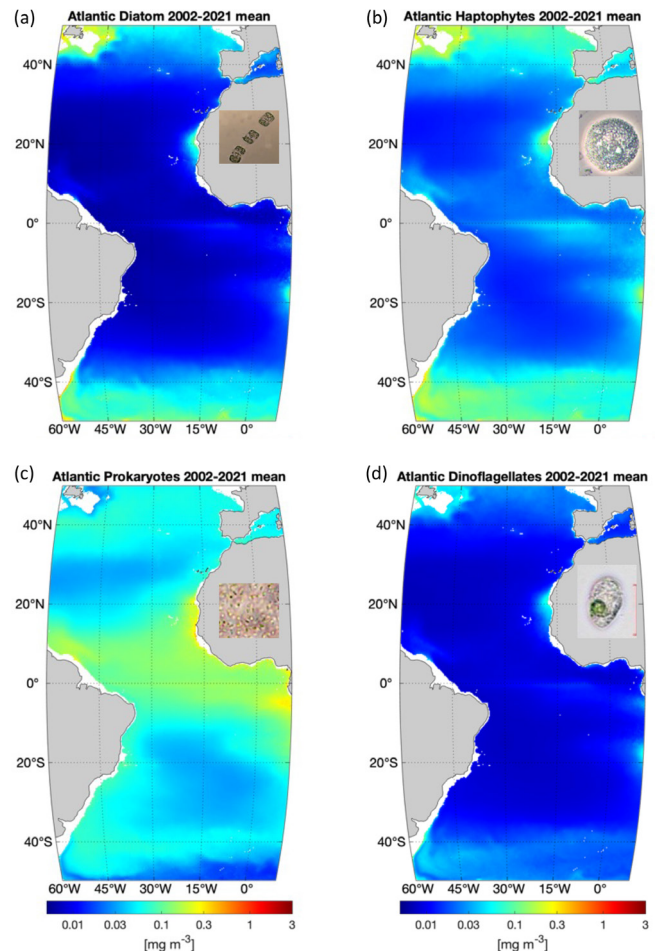 (a) Atlantic Diatom 2002-2021 mean
40°N
20°N
0°
20°S
40°S
60°W 45°W 30°W 15°W 0°
(b) Atlantic Haptophytes 2002-2021 mean
40°N
20°N
0°
20°S
40°S
60°W 45°W 30°W 15°W 0°
(c) Atlantic Prokaryotes 2002-2021 mean
40°N
20°N
0°
20°S
40°S
60°W 45°W 30°W 15°W 0°
0.01 0.03 0.1 0.3 1 3
[mg m⁻³]
(d) Atlantic Dinoflagellates 2002-2021 mean
40°N
20°N
0°
20°S
40°S
60°W 45°W 30°W 15°W 0°
0.01 0.03 0.1 0.3 1 3
[mg m⁻³]